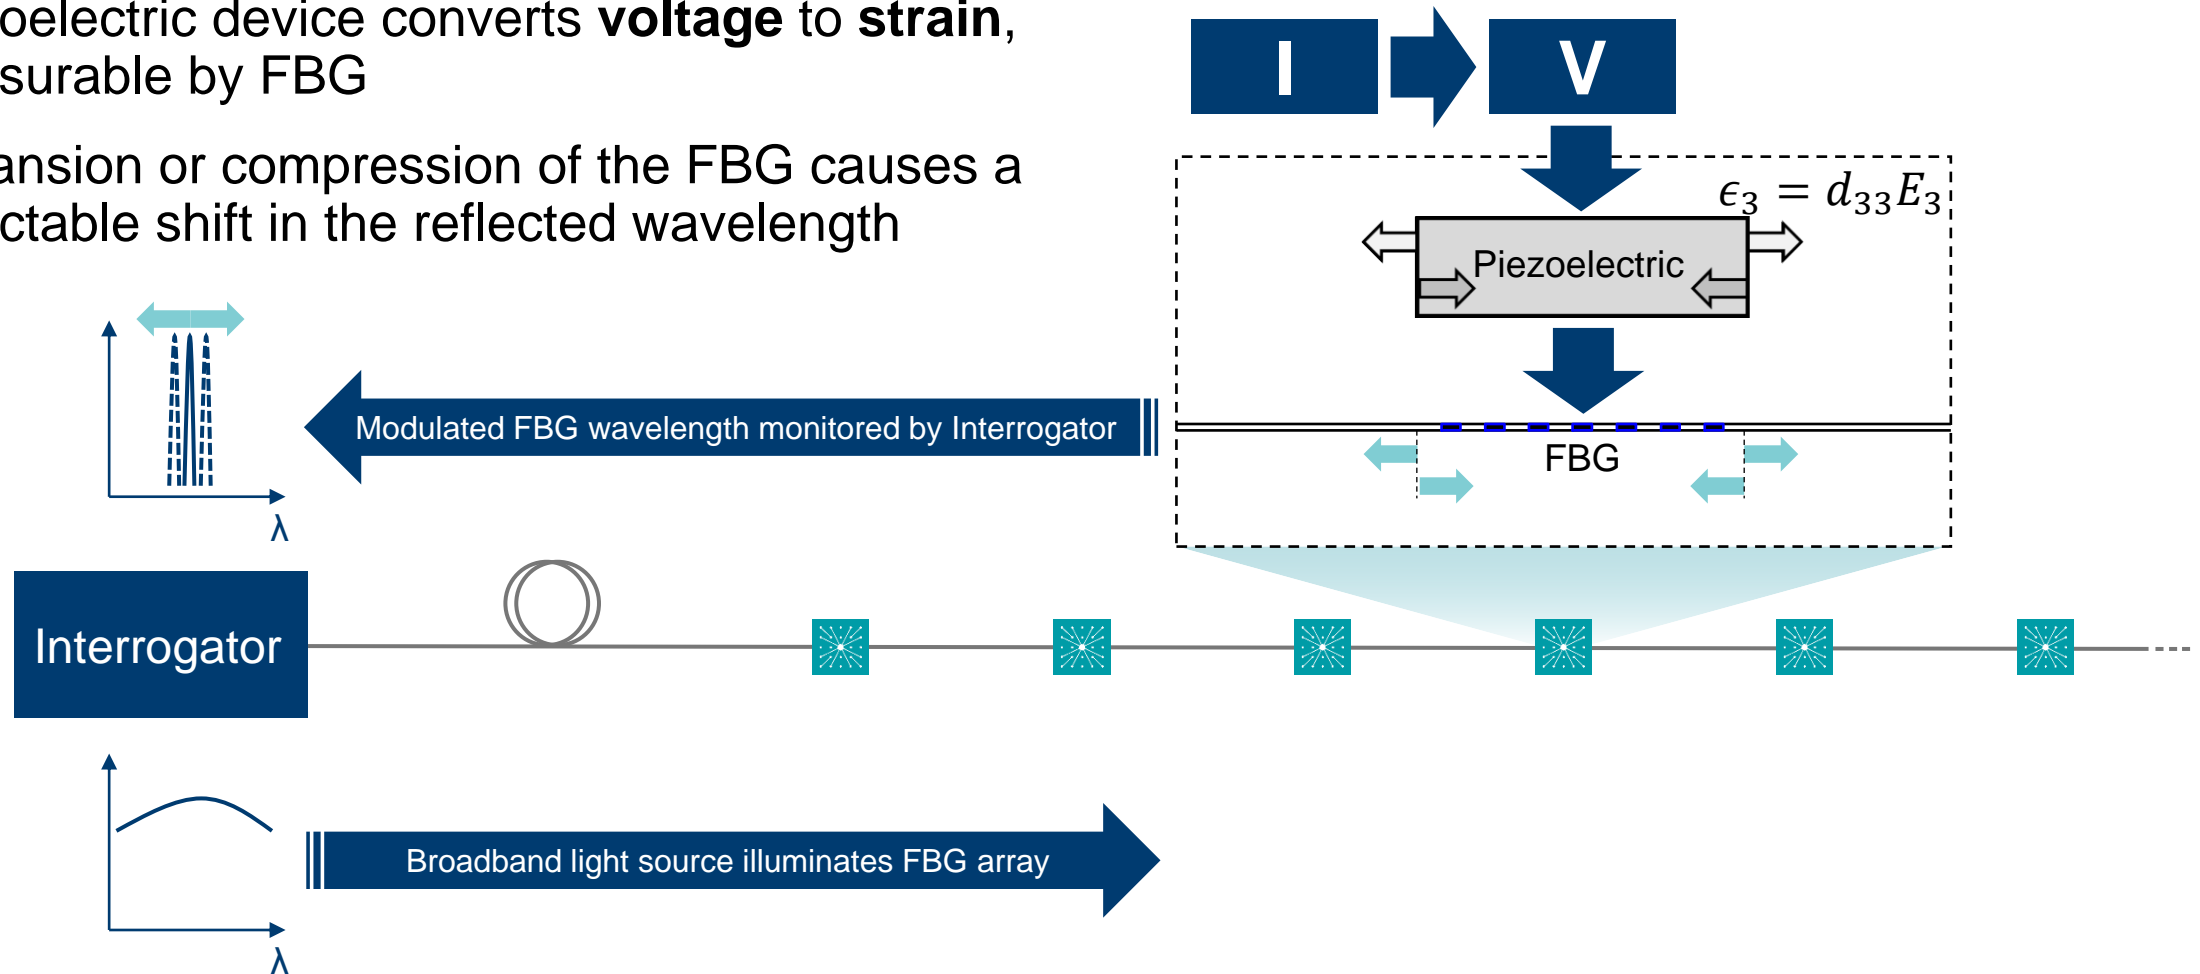 oelectric device converts voltage to strain,
surable by FBG
ansion or compression of the FBG causes a
ctable shift in the reflected wavelength
I
V
ϵ₃ = d₃₃E₃
Piezoelectric
FBG
Modulated FBG wavelength monitored by Interrogator
λ
Interrogator
Broadband light source illuminates FBG array
λ